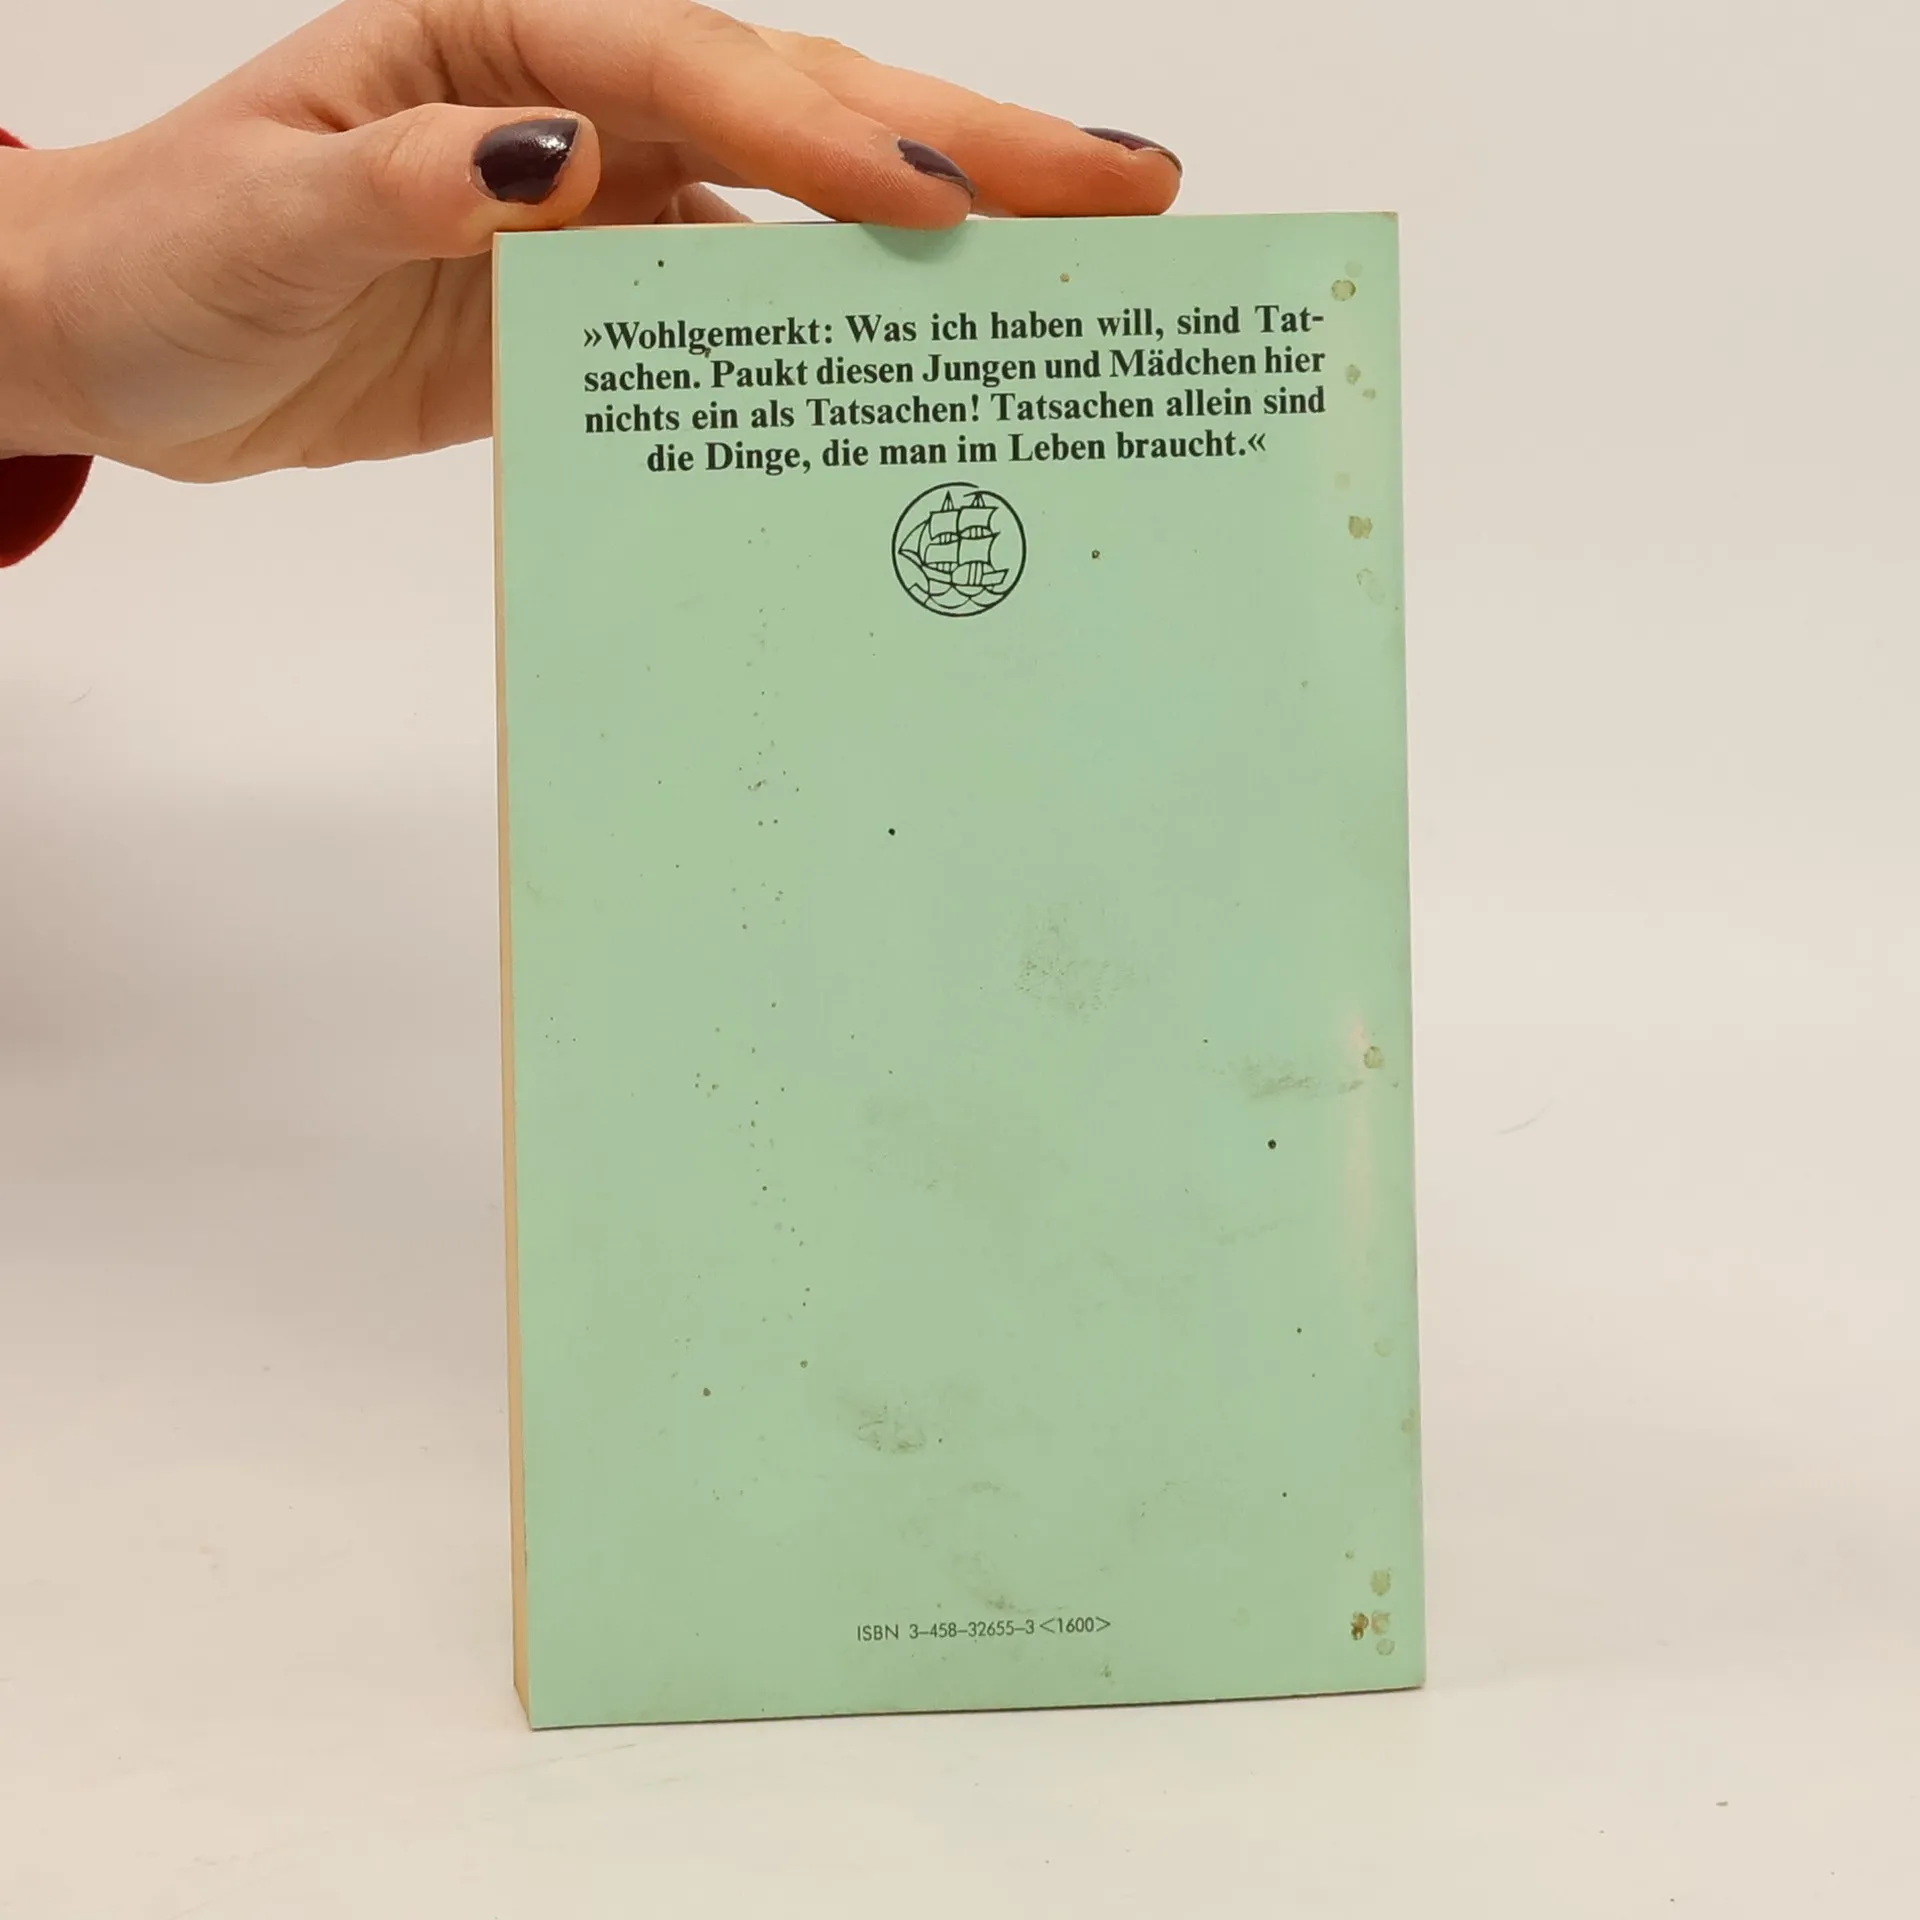 »Wohlgemerkt: Was ich haben will, sind Tat-
sachen. Paukt diesen Jungen und Mädchen hier
nichts ein als Tatsachen! Tatsachen allein sind
die Dinge, die man im Leben braucht.«
ISBN 3–458–32655–3<1600>